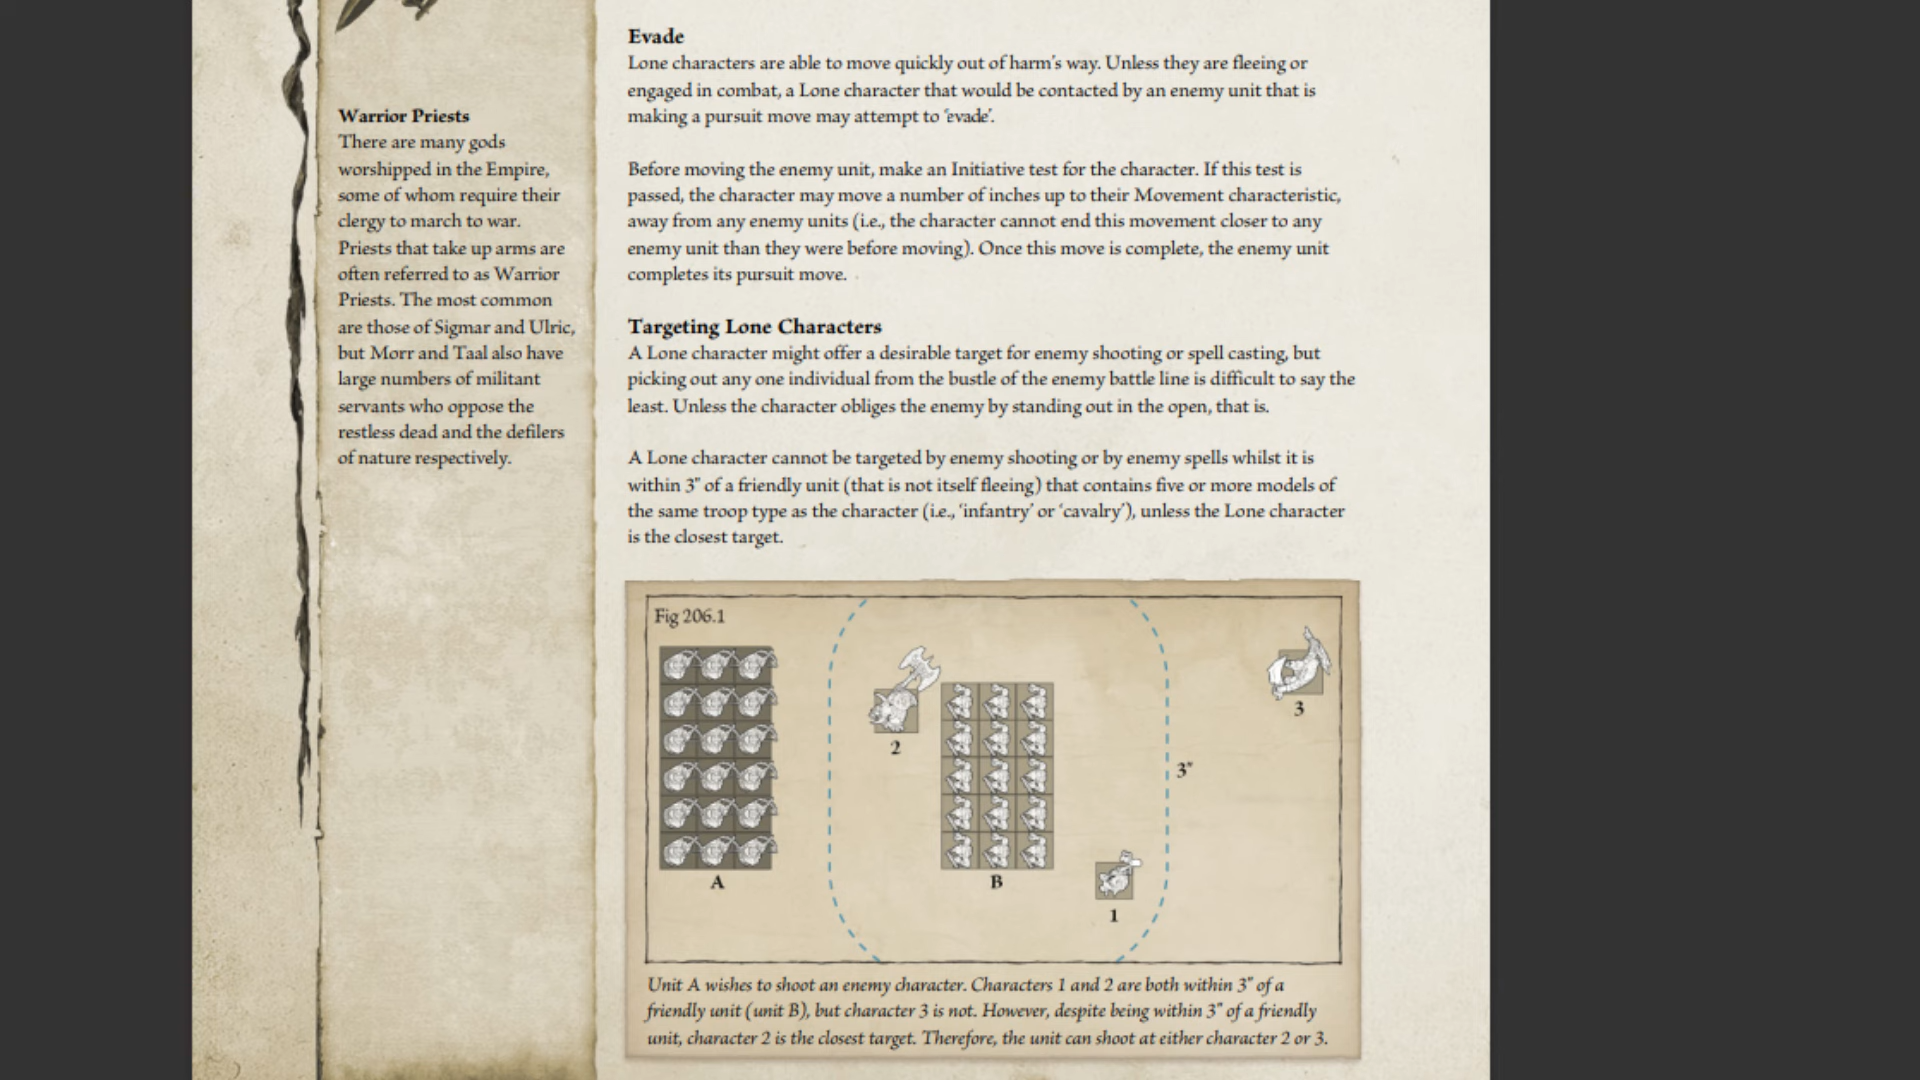 Warrior Priests
There are many gods
worshipped in the Empire,
some of whom require their
clergy to march to war.
Priests that take up arms are
often referred to as Warrior
Priests. The most common
are those of Sigmar and Ulric,
but Morr and Taal also have
large numbers of militant
servants who oppose the
restless dead and the defilers
of nature respectively.
Evade
Lone characters are able to move quickly out of harm's way. Unless they are fleeing or
engaged in combat, a Lone character that would be contacted by an enemy unit that is
making a pursuit move may attempt to 'evade'.
Before moving the enemy unit, make an Initiative test for the character. If this test is
passed, the character may move a number of inches up to their Movement characteristic,
away from any enemy units (i.e., the character cannot end this movement closer to any
enemy unit than they were before moving). Once this move is complete, the enemy unit
completes its pursuit move.
Targeting Lone Characters
A Lone character might offer a desirable target for enemy shooting or spell casting, but
picking out any one individual from the bustle of the enemy battle line is difficult to say the
least. Unless the character obliges the enemy by standing out in the open, that is.
A Lone character cannot be targeted by enemy shooting or by enemy spells whilst it is
within 3" of a friendly unit (that is not itself fleeing) that contains five or more models of
the same troop type as the character (i.e., 'infantry' or 'cavalry'), unless the Lone character
is the closest target.
Fig 206.1
3
2
3"
A
B
1
Unit A wishes to shoot an enemy character. Characters 1 and 2 are both within 3" of a
friendly unit (unit B), but character 3 is not. However, despite being within 3" of a friendly
unit, character 2 is the closest target. Therefore, the unit can shoot at either character 2 or 3.